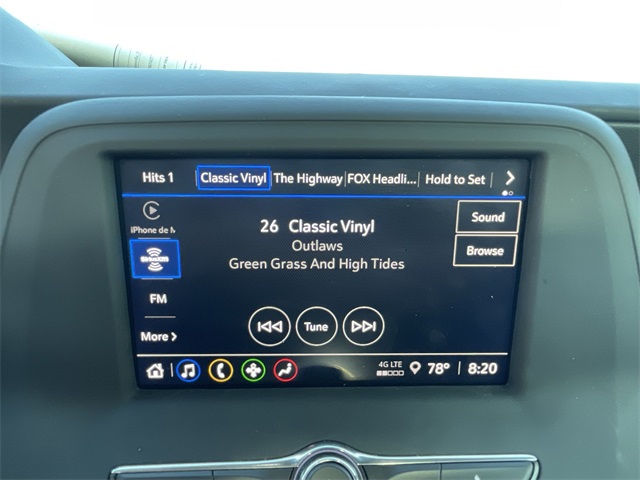 Hits 1 Classic Vinyl The Highway FOX Headli... Hold to Set
iPhone de M
26 Classic Vinyl
Sound
Outlaws
Browse
Green Grass And High Tides
SiriusXM
FM
Tune
More
4G LTE
78° 8:20